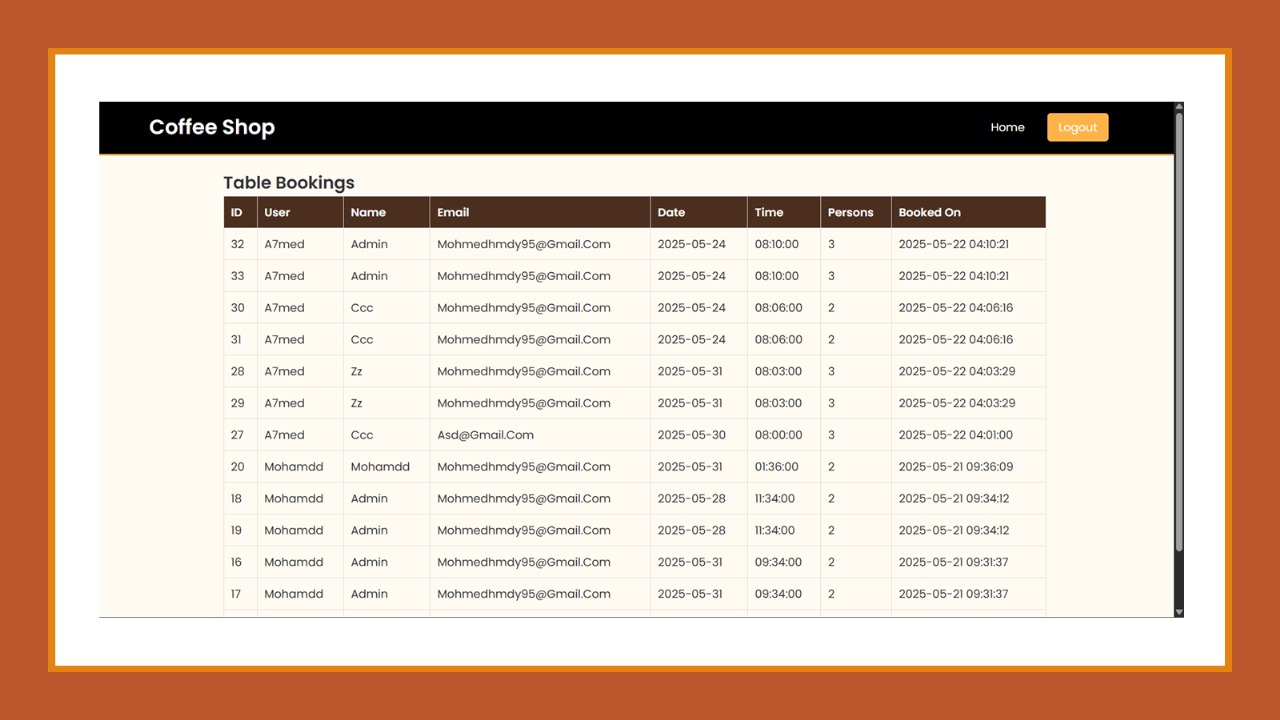 Coffee Shop Home Logout
Table Bookings
ID User Name Email Date Time Persons Booked On
32 A7med Admin Mohmedhmdy95@Gmail.Com 2025-05-24 08:10:00 3 2025-05-22 04:10:21
33 A7med Admin Mohmedhmdy95@Gmail.Com 2025-05-24 08:10:00 3 2025-05-22 04:10:21
30 A7med Ccc Mohmedhmdy95@Gmail.Com 2025-05-24 08:06:00 2 2025-05-22 04:06:16
31 A7med Ccc Mohmedhmdy95@Gmail.Com 2025-05-24 08:06:00 2 2025-05-22 04:06:16
28 A7med Zz Mohmedhmdy95@Gmail.Com 2025-05-31 08:03:00 3 2025-05-22 04:03:29
29 A7med Zz Mohmedhmdy95@Gmail.Com 2025-05-31 08:03:00 3 2025-05-22 04:03:29
27 A7med Ccc Asd@Gmail.Com 2025-05-30 08:00:00 3 2025-05-22 04:01:00
20 Mohamdd Mohamdd Mohmedhmdy95@Gmail.Com 2025-05-31 01:36:00 2 2025-05-21 09:36:09
18 Mohamdd Admin Mohmedhmdy95@Gmail.Com 2025-05-28 11:34:00 2 2025-05-21 09:34:12
19 Mohamdd Admin Mohmedhmdy95@Gmail.Com 2025-05-28 11:34:00 2 2025-05-21 09:34:12
16 Mohamdd Admin Mohmedhmdy95@Gmail.Com 2025-05-31 09:34:00 2 2025-05-21 09:31:37
17 Mohamdd Admin Mohmedhmdy95@Gmail.Com 2025-05-31 09:34:00 2 2025-05-21 09:31:37